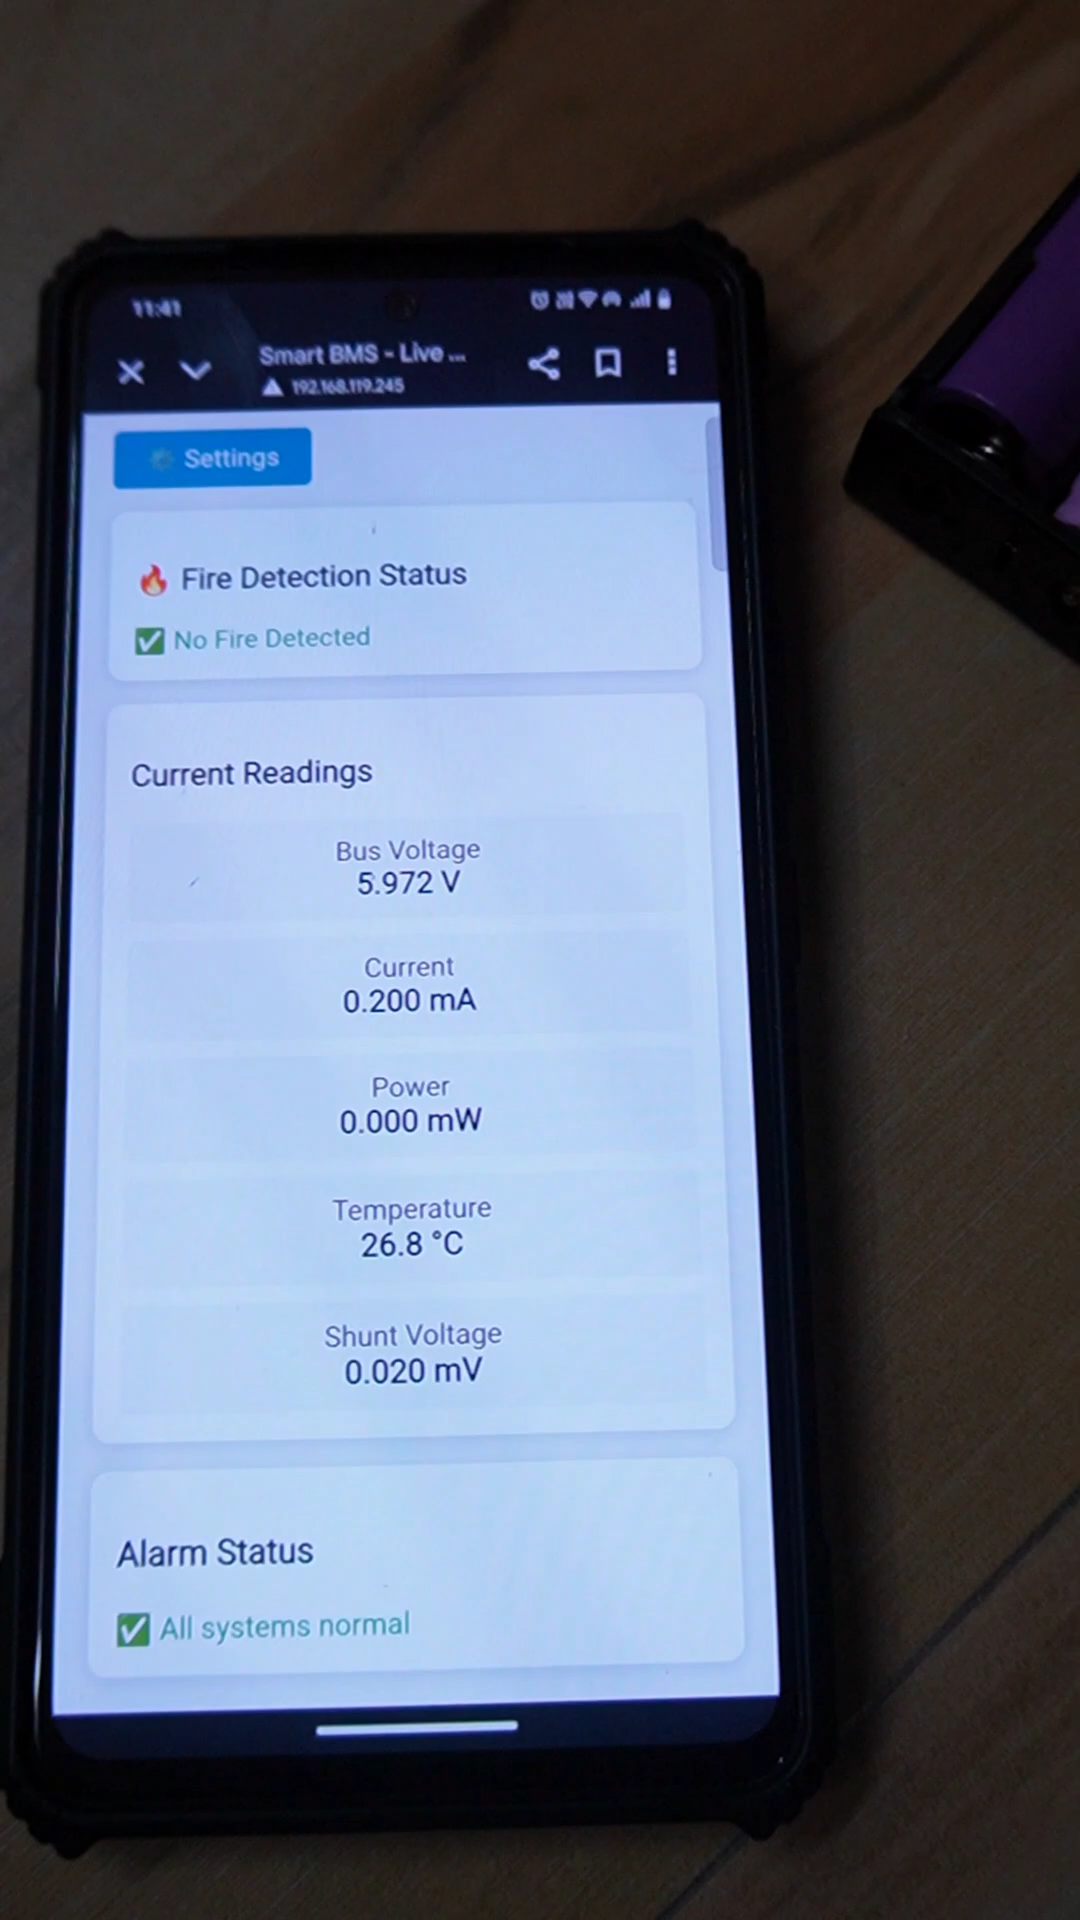 11:41
Smart BMS - Live ...
192.168.119.245
Settings
Fire Detection Status
No Fire Detected
Current Readings
Bus Voltage
5.972 V
Current
0.200 mA
Power
0.000 mW
Temperature
26.8 °C
Shunt Voltage
0.020 mV
Alarm Status
All systems normal